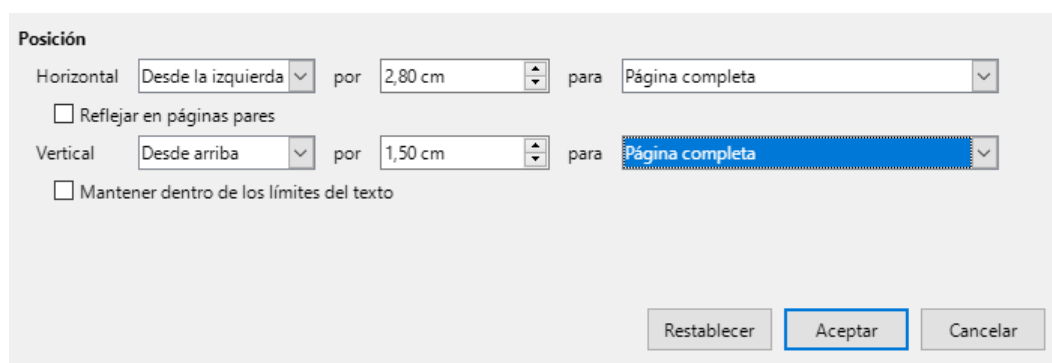 Posición
Horizontal Desde la izquierda por 2,80 cm para Página completa
Reflejar en páginas pares
Vertical Desde arriba por 1,50 cm para Página completa
Mantener dentro de los límites del texto
Restablecer Aceptar Cancelar